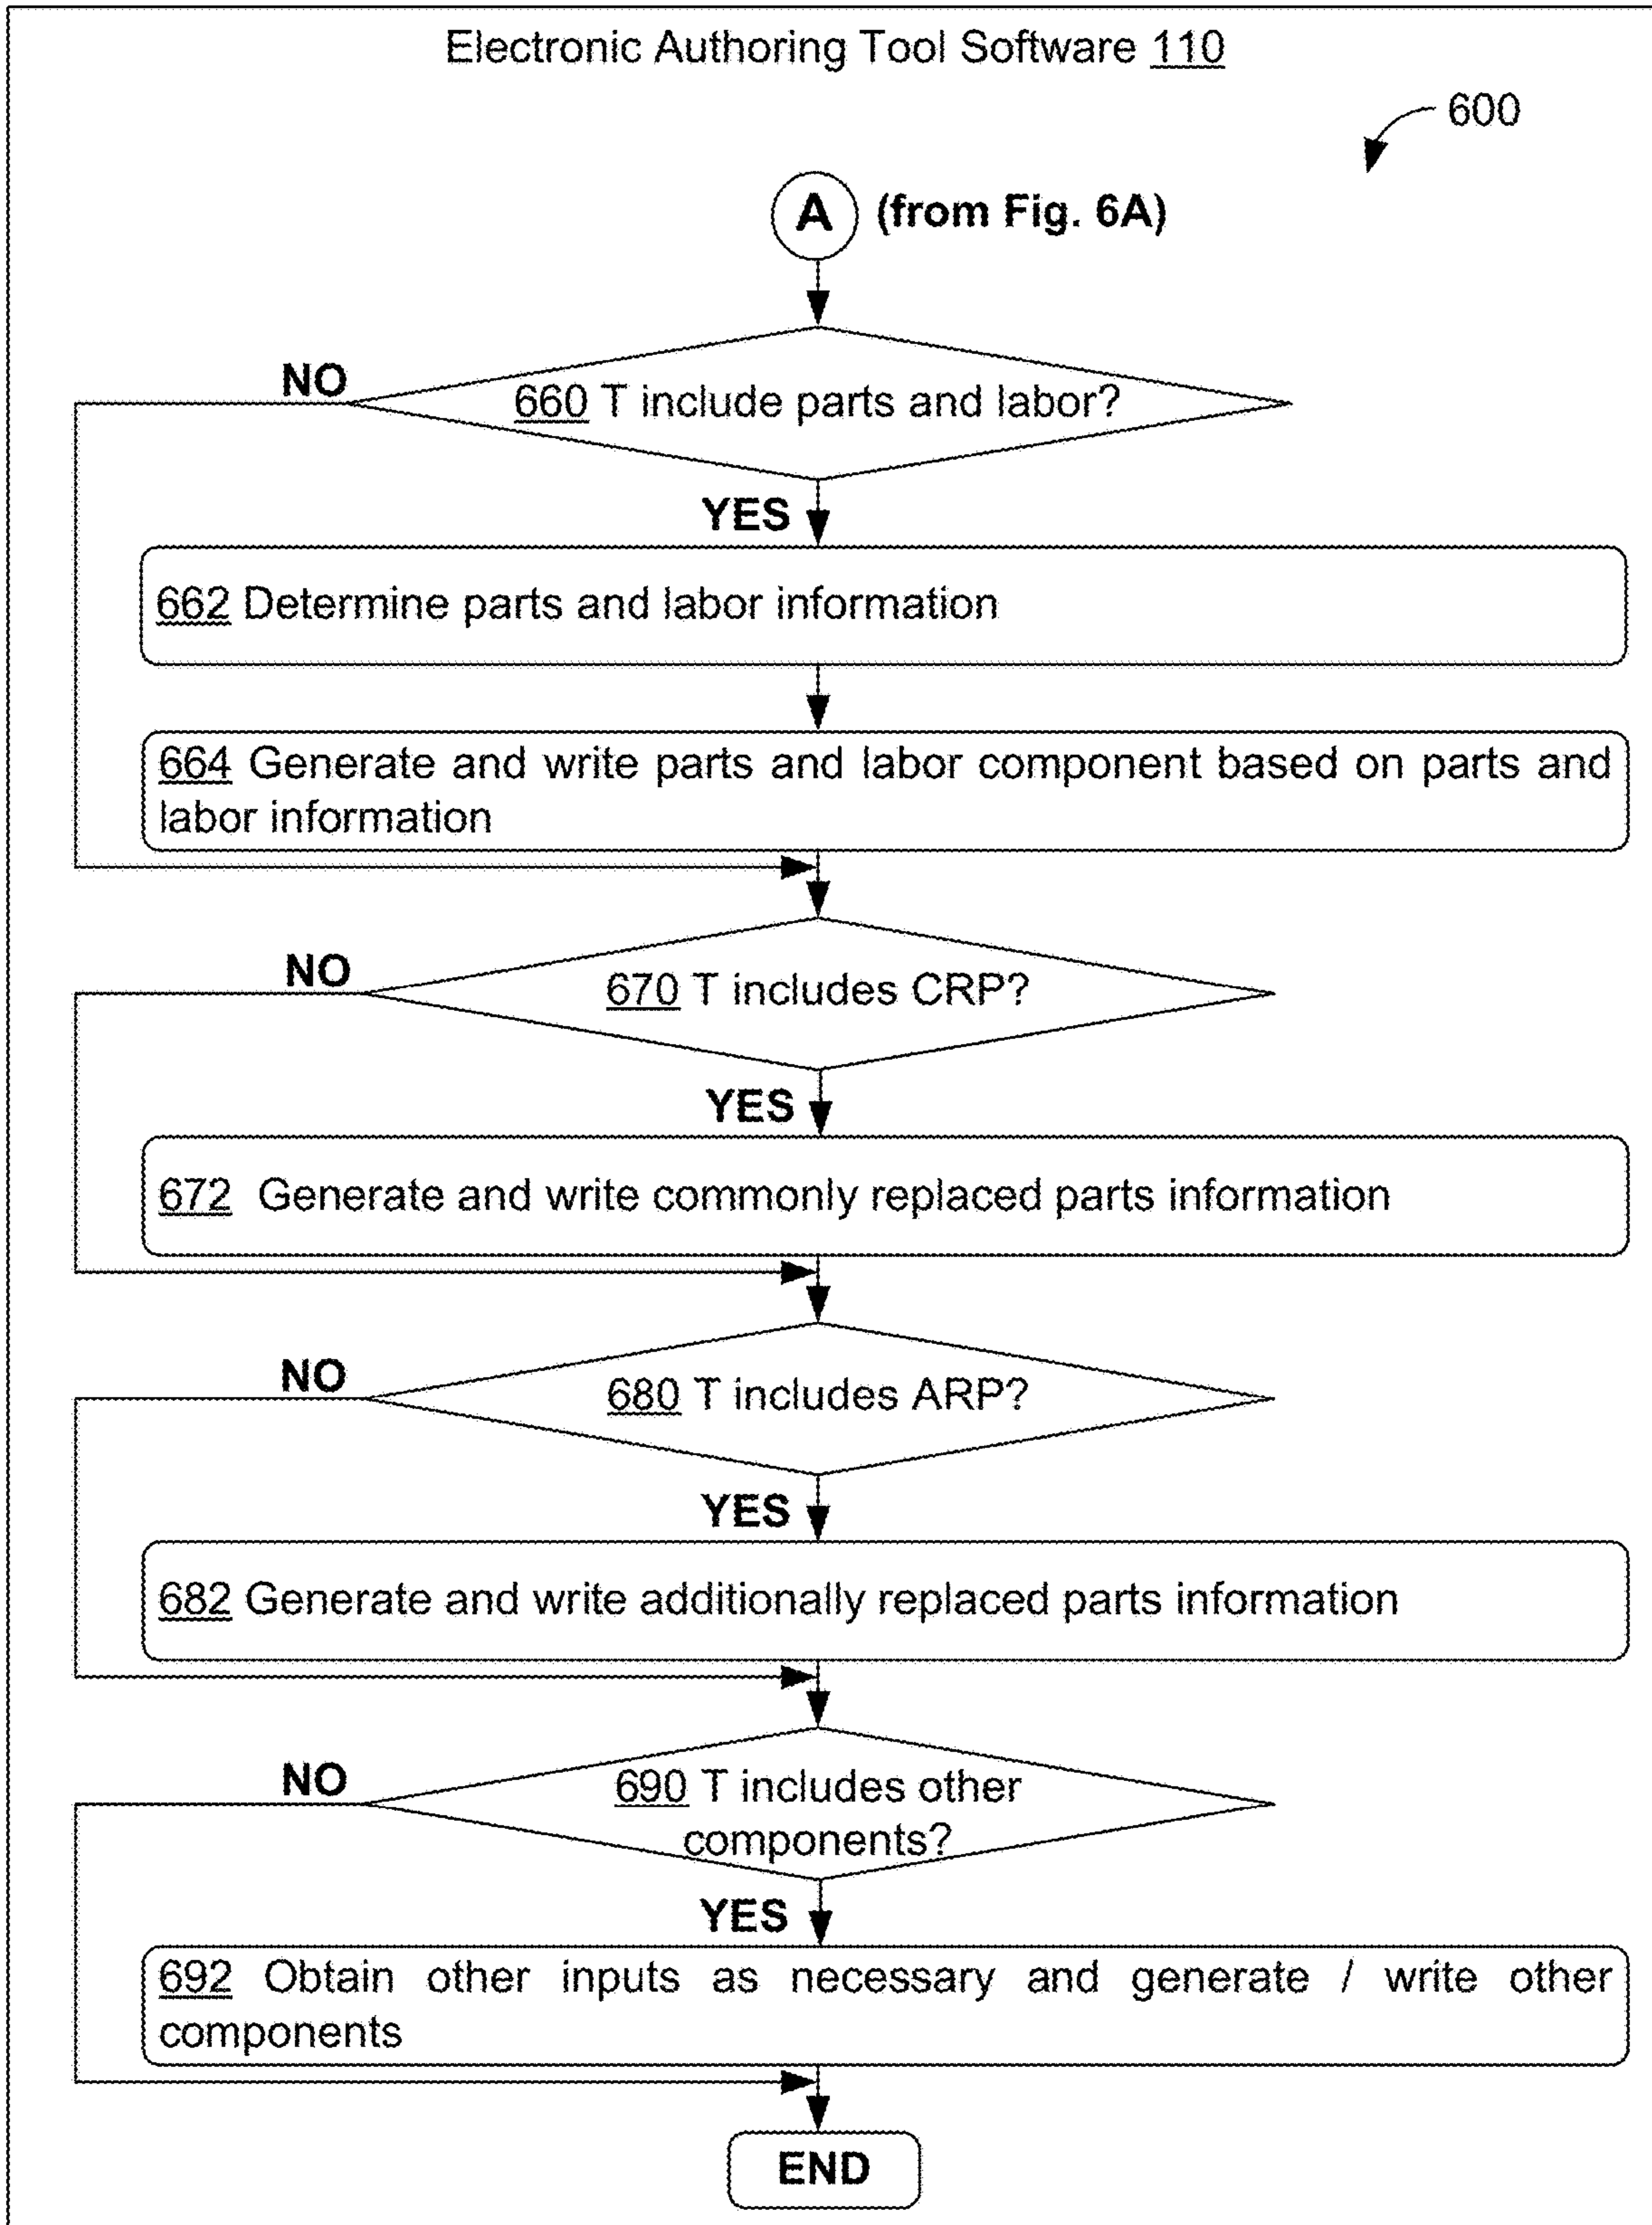 Electronic Authoring Tool Software 110
600
A (from Fig. 6A)
NO
660 T include parts and labor?
YES
662 Determine parts and labor information
664 Generate and write parts and labor component based on parts and
labor information
NO
670 T includes CRP?
YES
672 Generate and write commonly replaced parts information
NO
680 T includes ARP?
YES
682 Generate and write additionally replaced parts information
NO
690 T includes other
components?
YES
692 Obtain other inputs as necessary and generate / write other
components
END